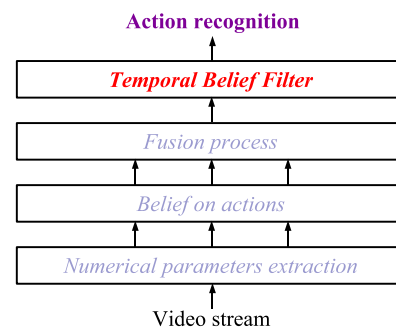 Action recognition
Temporal Belief Filter
Fusion process
Belief on actions
Numerical parameters extraction
Video stream